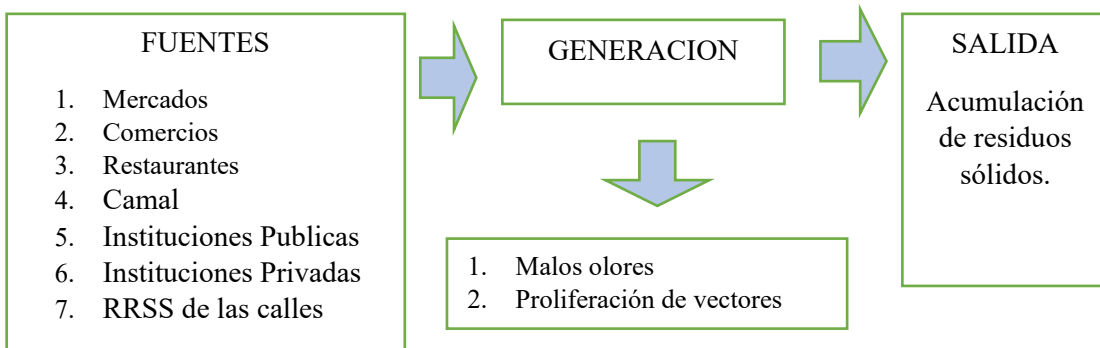 FUENTES
1. Mercados
2. Comercios
3. Restaurantes
4. Camal
5. Instituciones Publicas
6. Instituciones Privadas
7. RRSS de las calles
GENERACION
1. Malos olores
2. Proliferación de vectores
SALIDA
Acumulación
de residuos
sólidos.